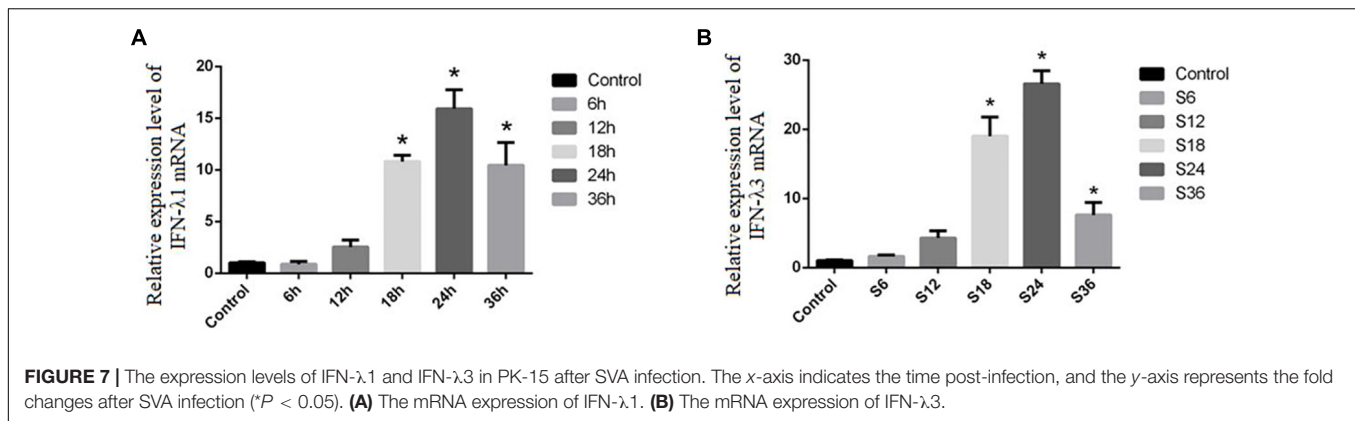 A
Relative expression level of
IFN-λ1 mRNA
20
15
10
5
0
*
*
*
Control
6h
12h
18h
24h
36h
Control
6h
12h
18h
24h
36h
B
Relative expression level of
IFN-λ3 mRNA
30
20
10
0
*
*
*
Control
S6
S12
S18
S24
S36
Control
S6
S12
S18
S24
S36
FIGURE 7 | The expression levels of IFN-λ1 and IFN-λ3 in PK-15 after SVA infection. The x-axis indicates the time post-infection, and the y-axis represents the fold
changes after SVA infection (*P < 0.05). (A) The mRNA expression of IFN-λ1. (B) The mRNA expression of IFN-λ3.